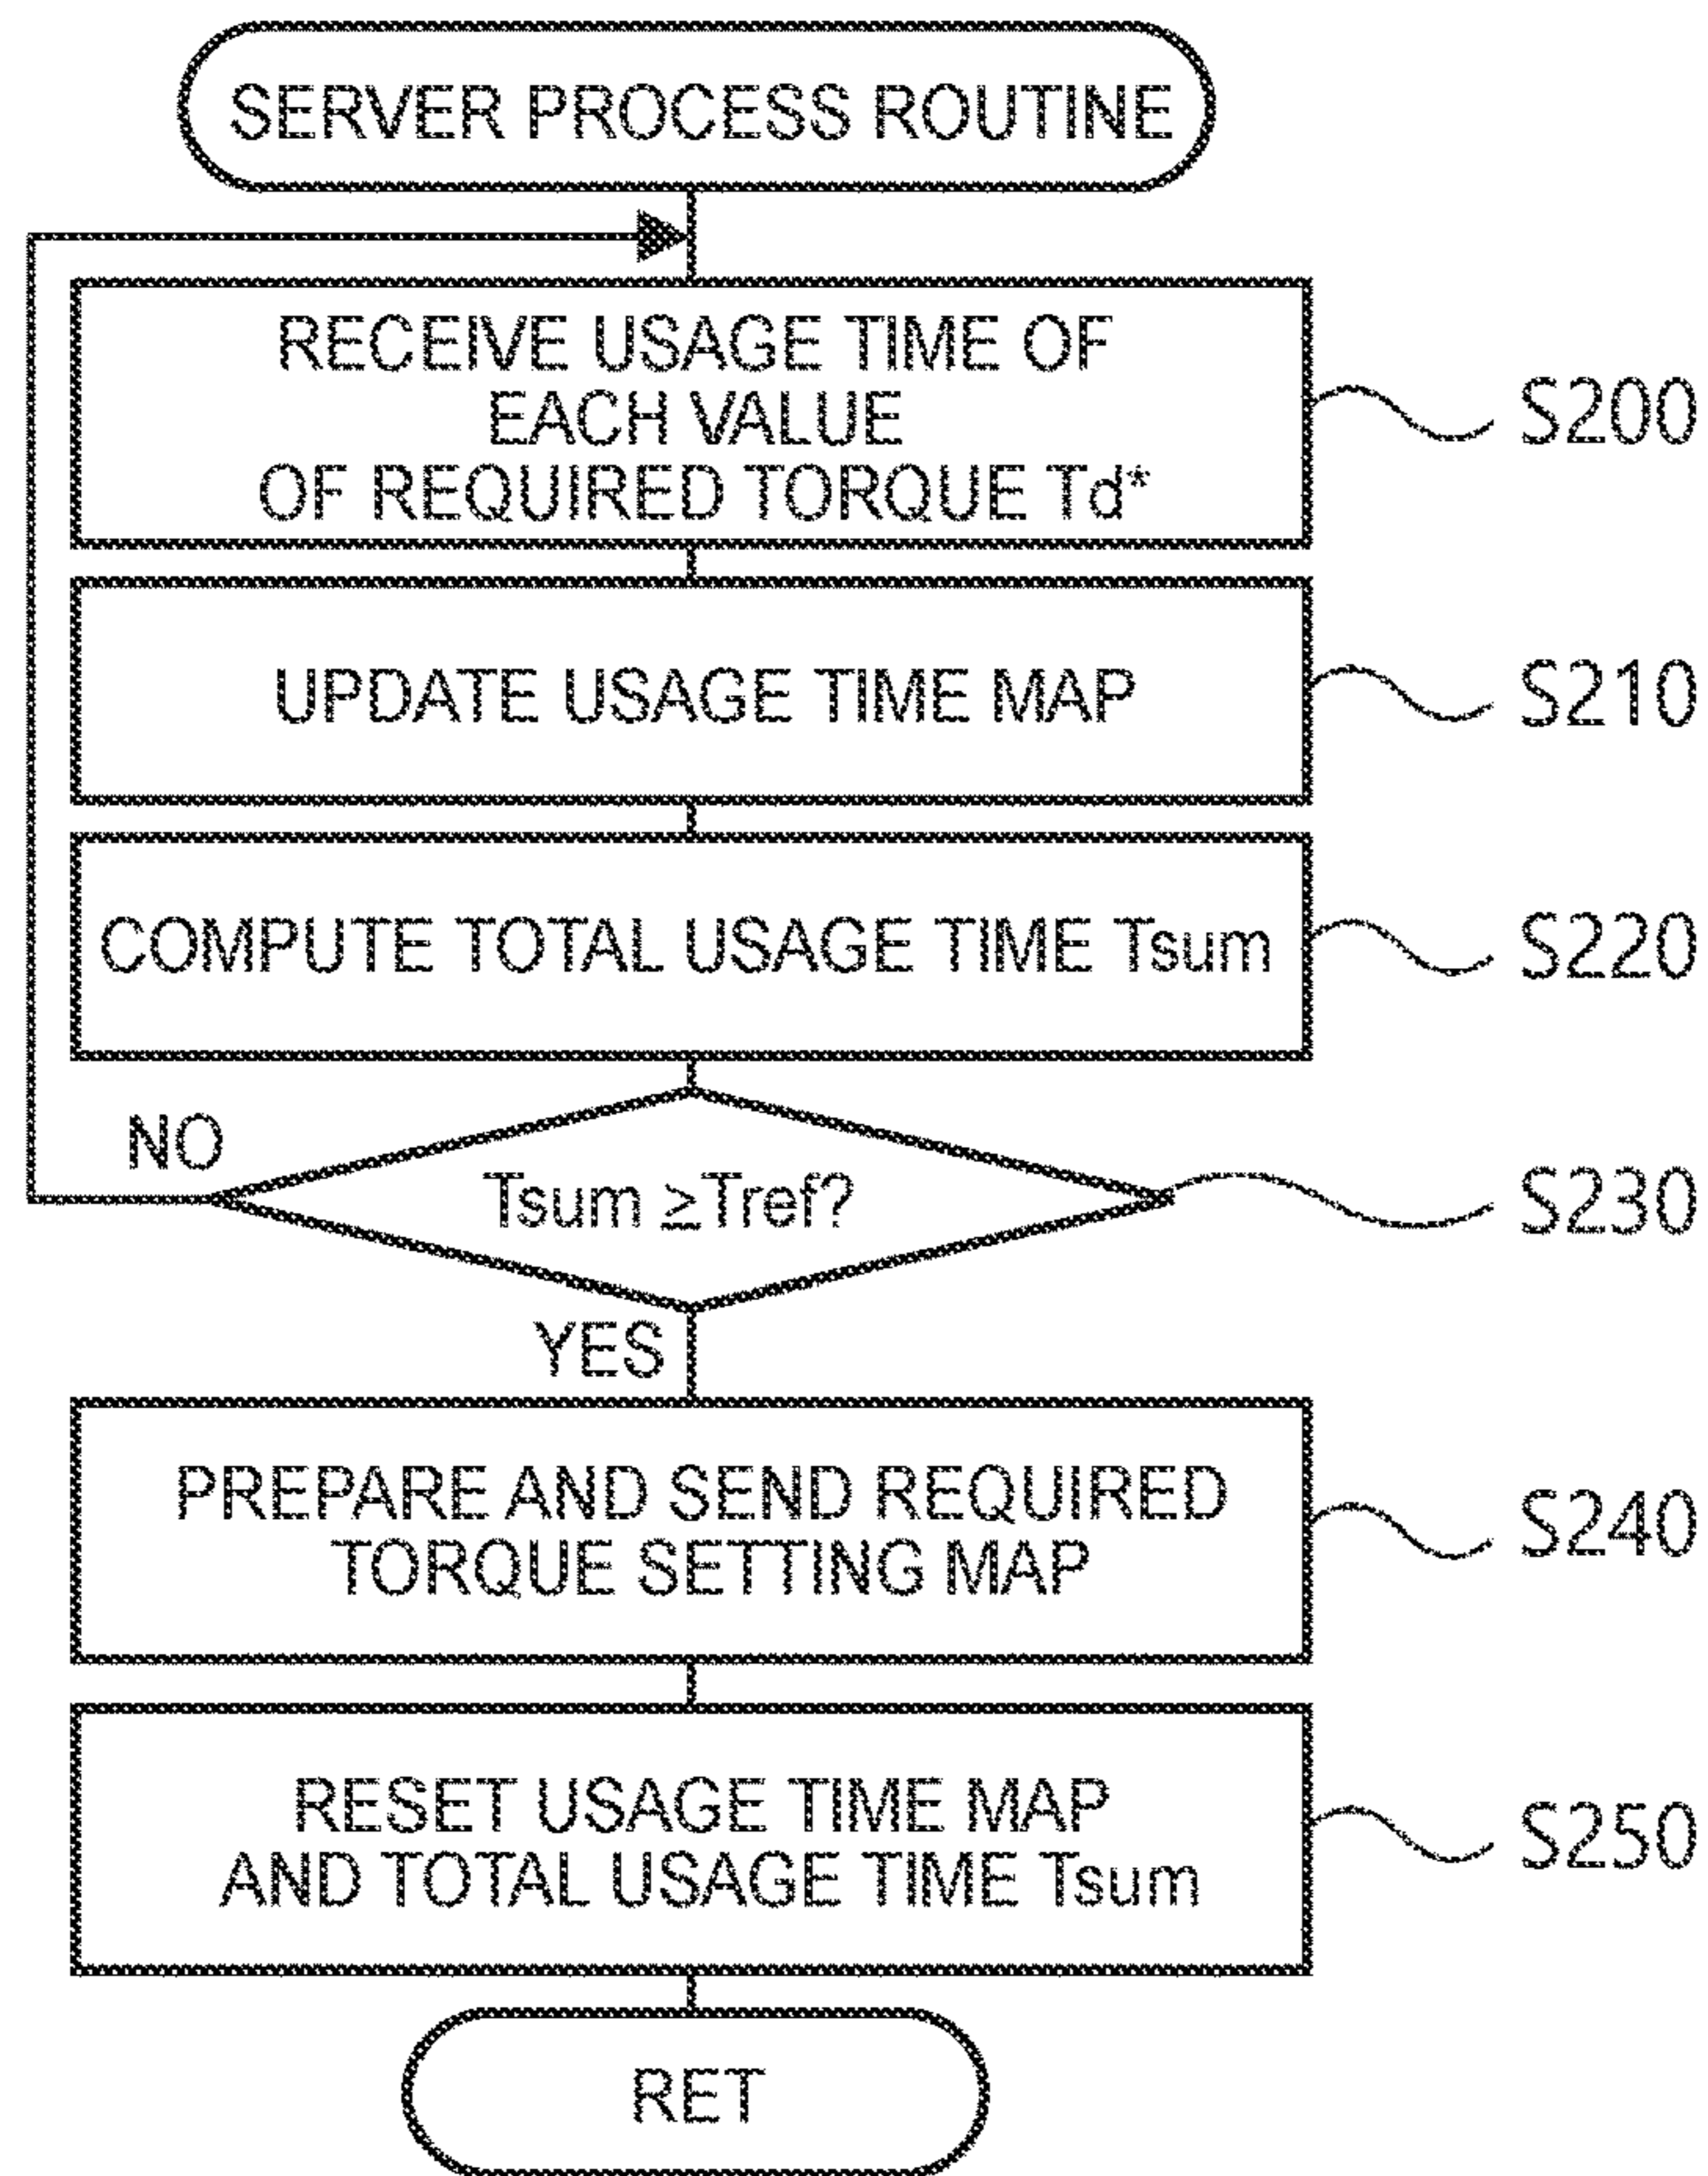 SERVER PROCESS ROUTINE
RECEIVE USAGE TIME OF
EACH VALUE
OF REQUIRED TORQUE Td*
S200
UPDATE USAGE TIME MAP
S210
COMPUTE TOTAL USAGE TIME Tsum
S220
NO
Tsum ≥Tref?
S230
YES
PREPARE AND SEND REQUIRED
TORQUE SETTING MAP
S240
RESET USAGE TIME MAP
AND TOTAL USAGE TIME Tsum
S250
RET